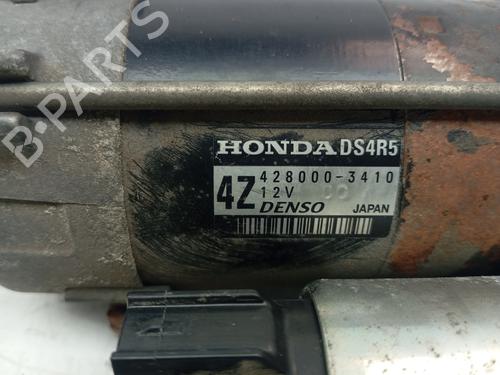 B-PARTS
HONDA DS4R5
4Z 428000-3410
12V
DENSO JAPAN